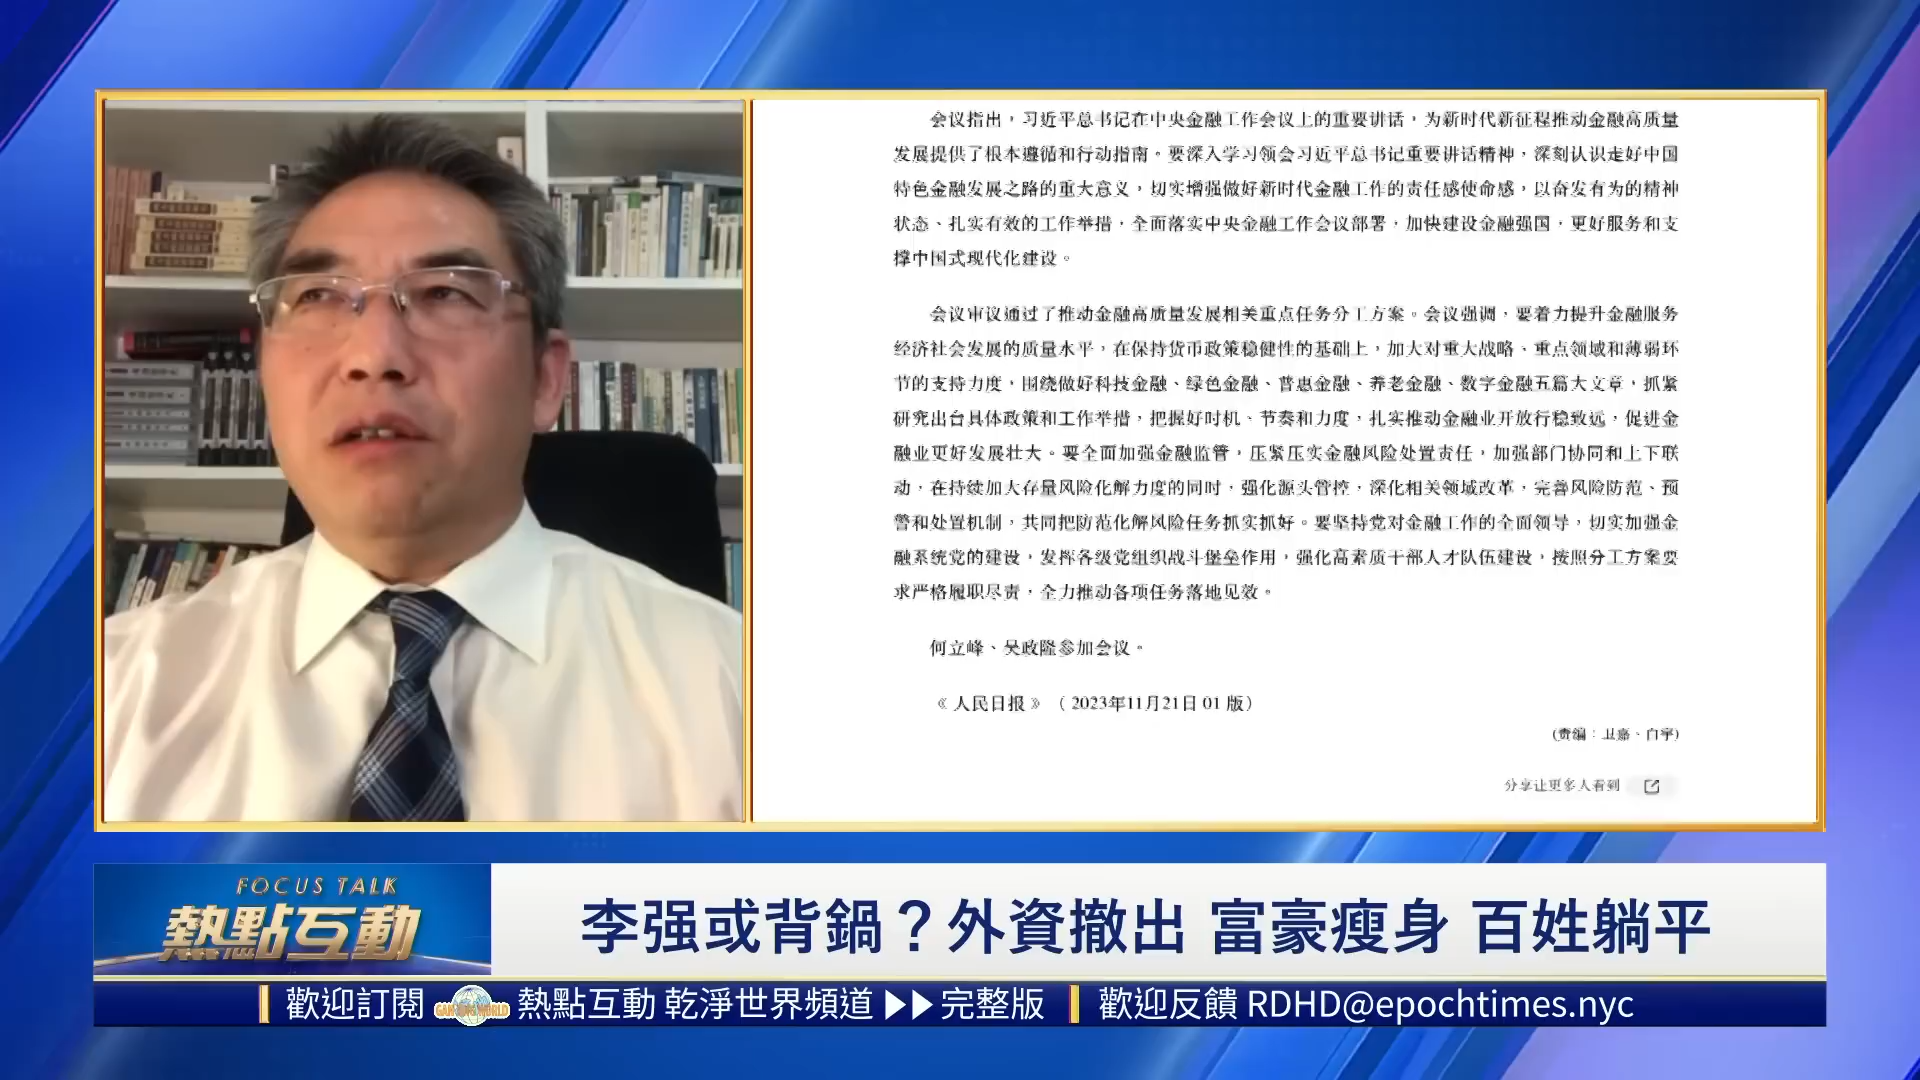 会议指出，习近平总书记在中央金融工作会议上的重要讲话，为新时代新征程推动金融高质量
发展提供了根本遵循和行动指南。要深入学习领会习近平总书记重要讲话精神，深刻认识走好中国
特色金融发展之路的重大意义，切实增强做好新时代金融工作的责任感使命感，以奋发有为的精神
状态、扎实有效的工作举措，全面落实中央金融工作会议部署，加快建设金融强国，更好服务和支
撑中国式现代化建设。
会议审议通过了推动金融高质量发展相关重点任务分工方案。会议强调，要着力提升金融服务
经济社会发展的质量水平，在保持货币政策稳健性的基础上，加大对重大战略、重点领域和薄弱环
节的支持力度，围绕做好科技金融、绿色金融、普惠金融、养老金融、数字金融五篇大文章，抓紧
研究出台具体政策和工作举措，把握好时机、节奏和力度，扎实推动金融业开放行稳致远，促进金
融业更好发展壮大。要全面加强金融监管，压紧压实金融风险处置责任，加强部门协同和上下联
动，在持续加大存量风险化解力度的同时，强化源头管控，深化相关领域改革，完善风险防范、预
警和处置机制，共同把防范化解风险任务抓实抓好。要坚持党对金融工作的全面领导，切实加强金
融系统党的建设，发挥各级党组织战斗堡垒作用，强化高素质干部人才队伍建设，按照分工方案要
求严格履职尽责，全力推动各项任务落地见效。
何立峰、吴政隆参加会议。
《 人民日报 》（ 2023年11月21日 01 版）
(责编：卫嘉、白宇)
分享让更多人看到
FOCUS TALK
熱點互動
李强或背鍋？外資撤出 富豪瘦身 百姓躺平
歡迎訂閱 GAN JING WORLD 熱點互動 乾淨世界頻道 ▶▶ 完整版 歡迎反饋 RDHD@epochtimes.nyc